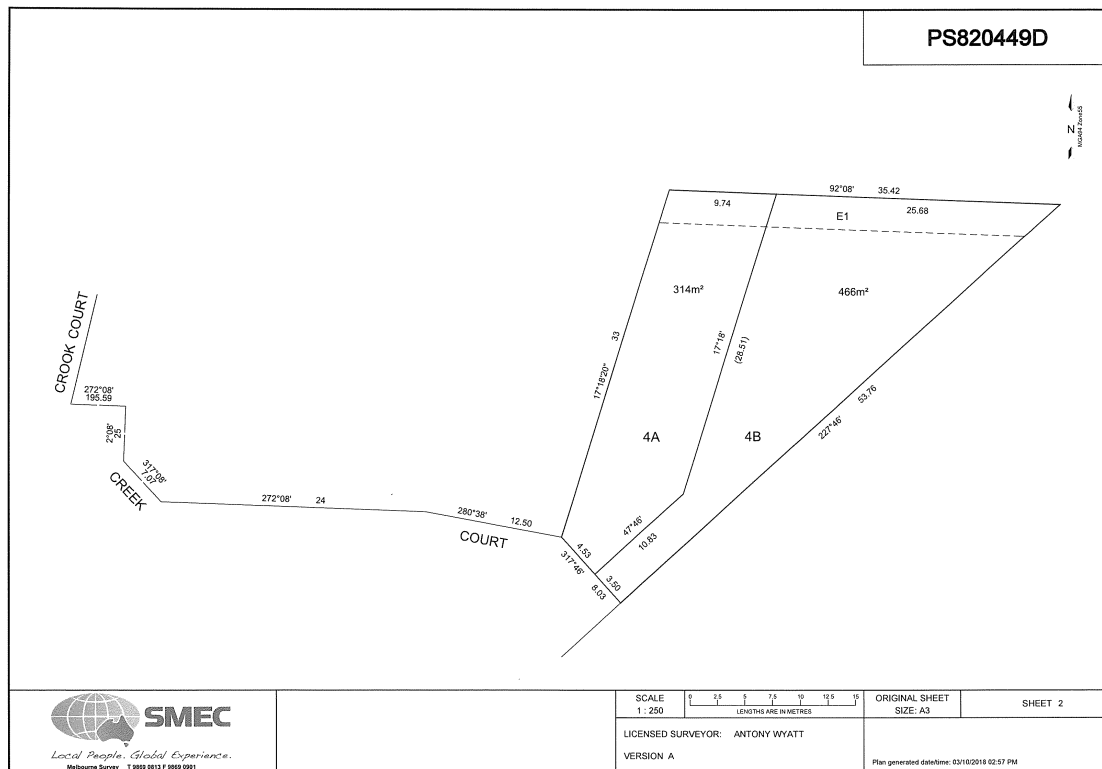 PS820449D
N
MGA94 Zone55
92°08' 35.42
9.74
25.68
E1
314m²
466m²
CROOK COURT
33
17°18'20"
17°18'
(28.51)
272°08'
195.59
53.76
227°46'
2°08'
25
4A
4B
317°08'
7.07
CREEK
272°08' 24
280°38' 12.50
COURT
47°46'
10.83
4.53
317°46'
3.50
8.03
SMEC
Local People. Global Experience.
Melbourne Survey T 9869 0813 F 9869 0901
SCALE
1 : 250
0 2.5 5 7.5 10 12.5 15
LENGTHS ARE IN METRES
ORIGINAL SHEET
SIZE: A3
SHEET 2
LICENSED SURVEYOR: ANTONY WYATT
VERSION A
Plan generated date/time: 03/10/2018 02:57 PM